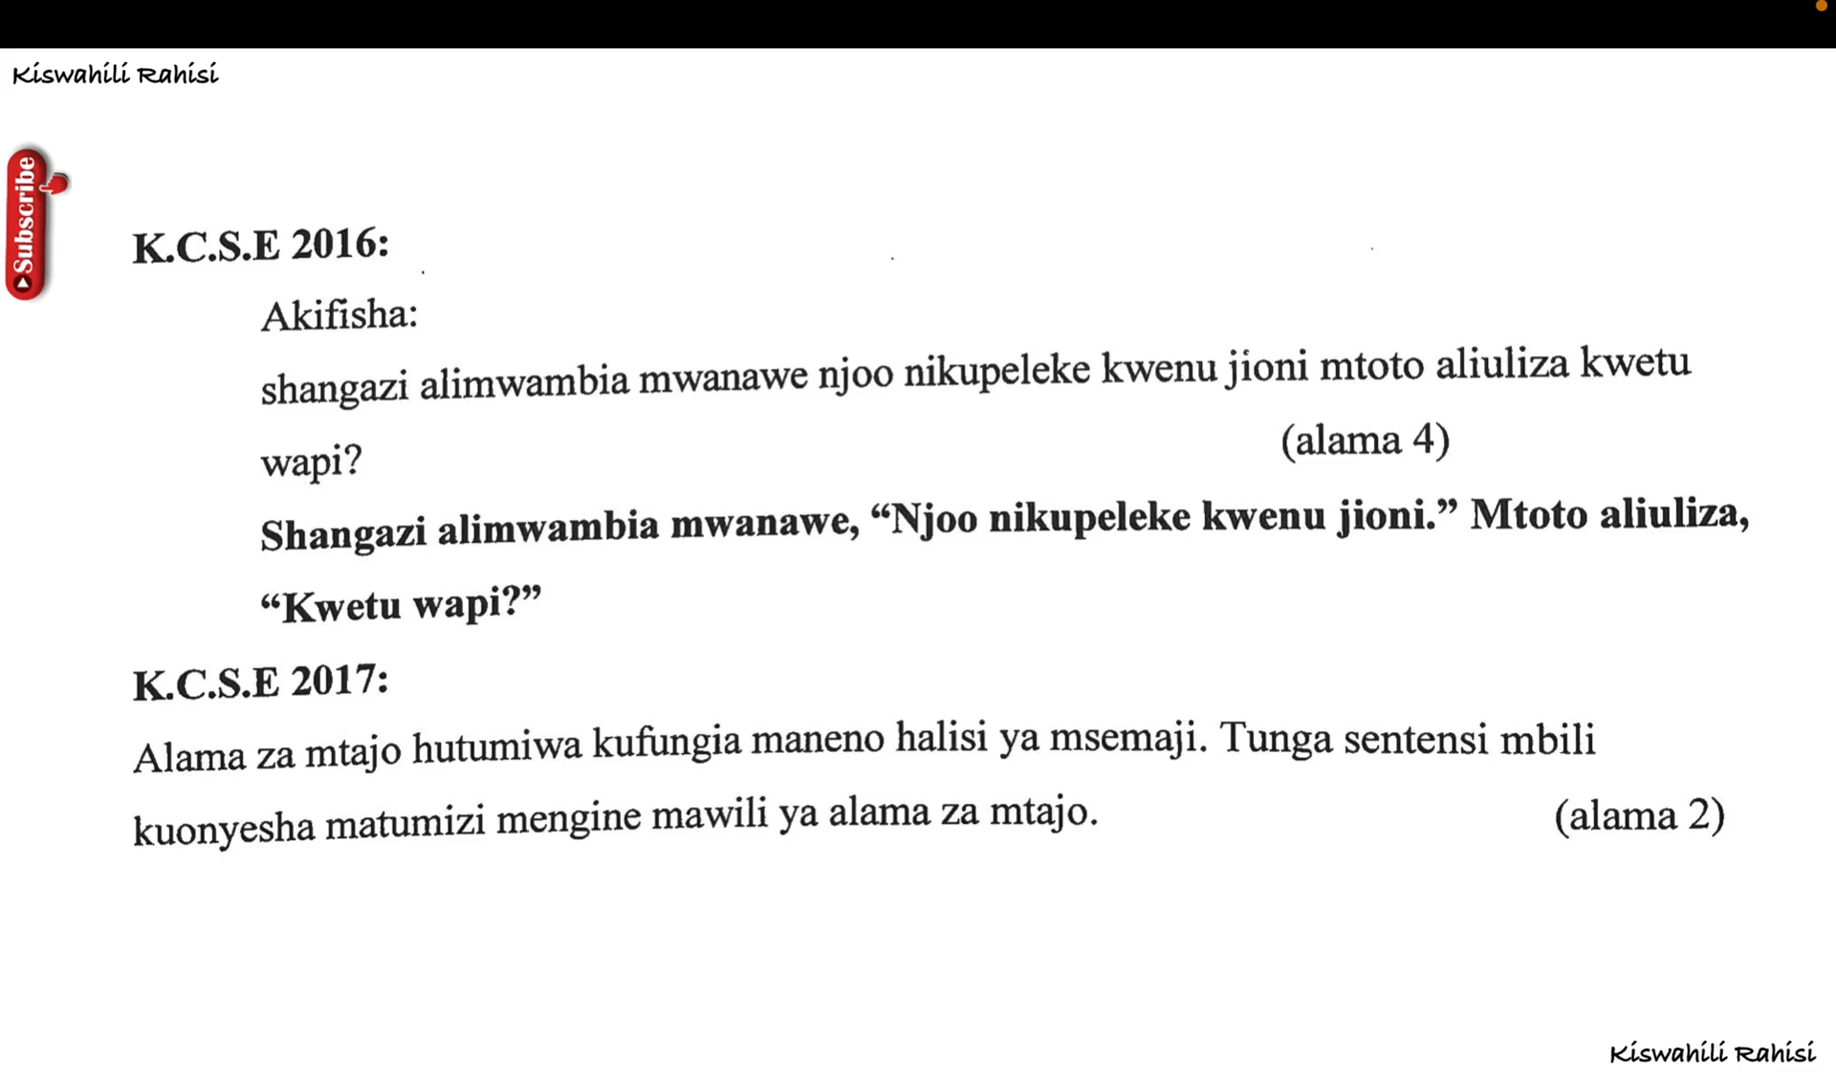 Kiswahili Rahisi
Subscribe
K.C.S.E 2016:
Akifisha:
shangazi alimwambia mwanawe njoo nikupeleke kwenu jioni mtoto aliuliza kwetu
wapi?
(alama 4)
Shangazi alimwambia mwanawe, “Njoo nikupeleke kwenu jioni.” Mtoto aliuliza,
“Kwetu wapi?”
K.C.S.E 2017:
Alama za mtajo hutumiwa kufungia maneno halisi ya msemaji. Tunga sentensi mbili
kuonyesha matumizi mengine mawili ya alama za mtajo.
(alama 2)
Kiswahili Rahisi